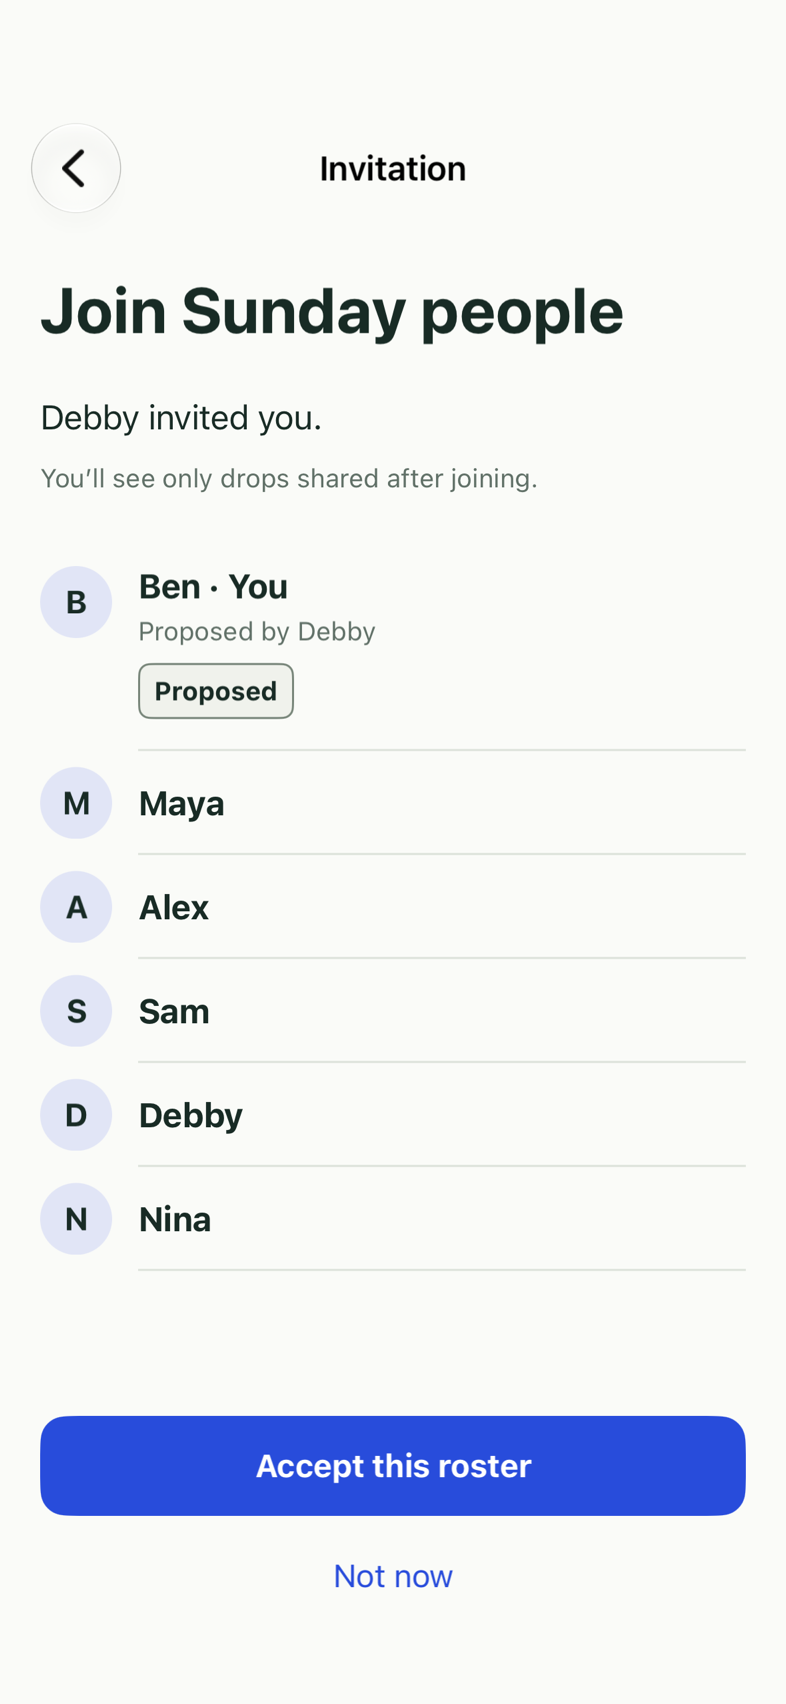 Invitation
Join Sunday people
Debby invited you.
You’ll see only drops shared after joining.
B
Ben · You
Proposed by Debby
Proposed
M
Maya
A
Alex
S
Sam
D
Debby
N
Nina
Accept this roster
Not now